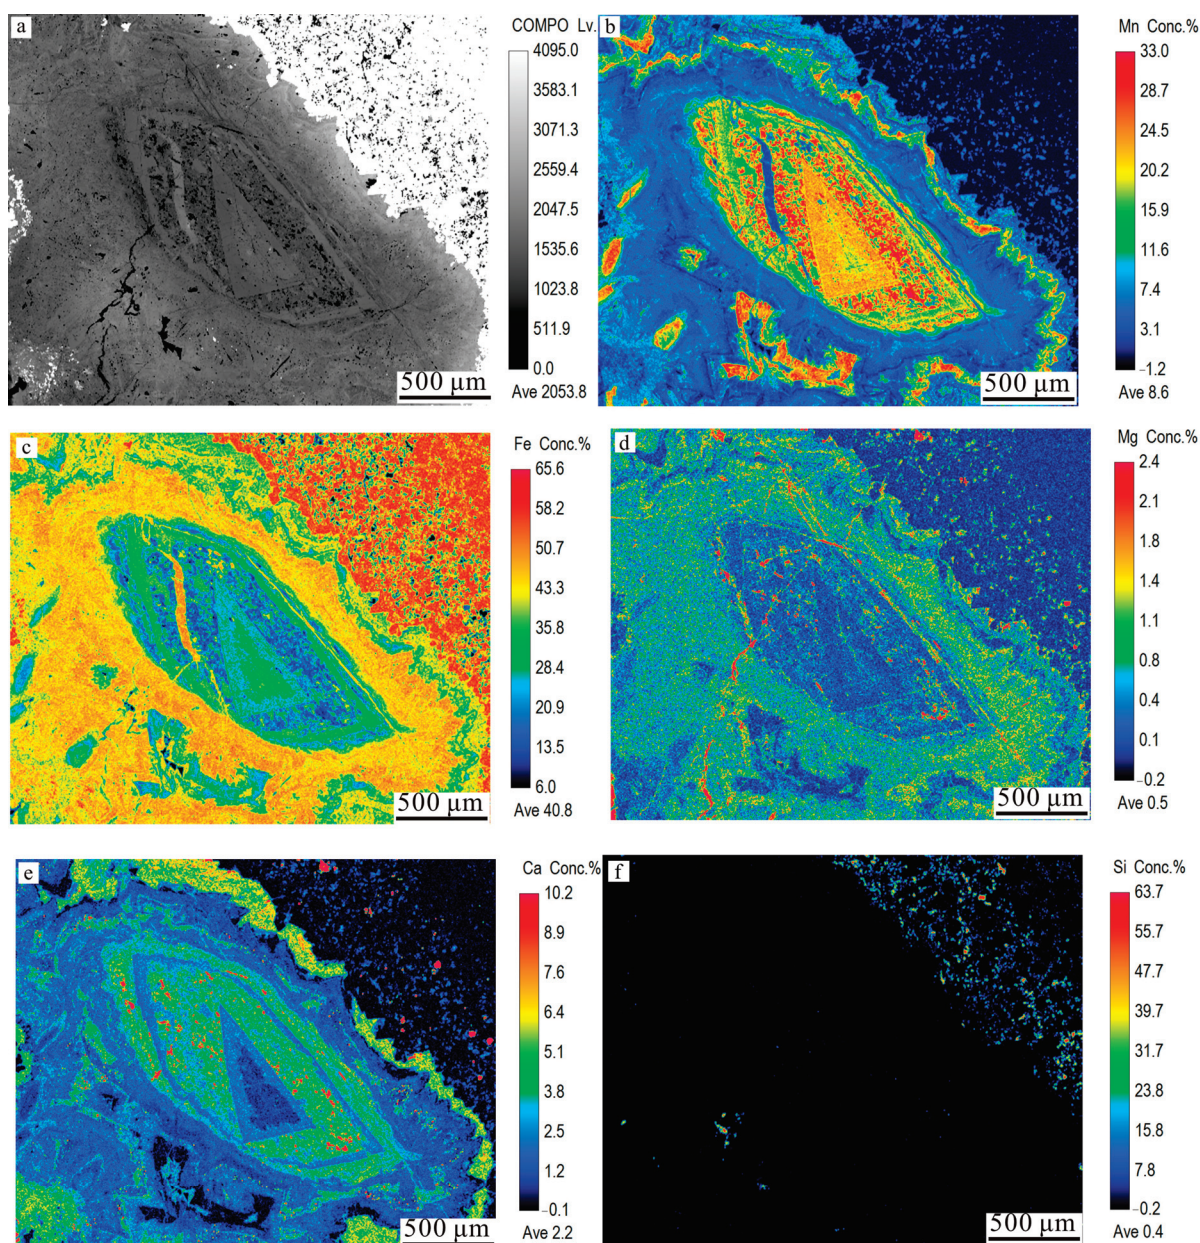 a
COMPO Lv.
4095.0
3583.1
3071.3
2559.4
2047.5
1535.6
1023.8
511.9
0.0
Ave 2053.8
500 µm
b
Mn Conc.%
33.0
28.7
24.5
20.2
15.9
11.6
7.4
3.1
−1.2
Ave 8.6
500 µm
c
Fe Conc.%
65.6
58.2
50.7
43.3
35.8
28.4
20.9
13.5
6.0
Ave 40.8
500 µm
d
Mg Conc.%
2.4
2.1
1.8
1.4
1.1
0.8
0.4
0.1
−0.2
Ave 0.5
500 µm
e
Ca Conc.%
10.2
8.9
7.6
6.4
5.1
3.8
2.5
1.2
−0.1
Ave 2.2
500 µm
f
Si Conc.%
63.7
55.7
47.7
39.7
31.7
23.8
15.8
7.8
−0.2
Ave 0.4
500 µm